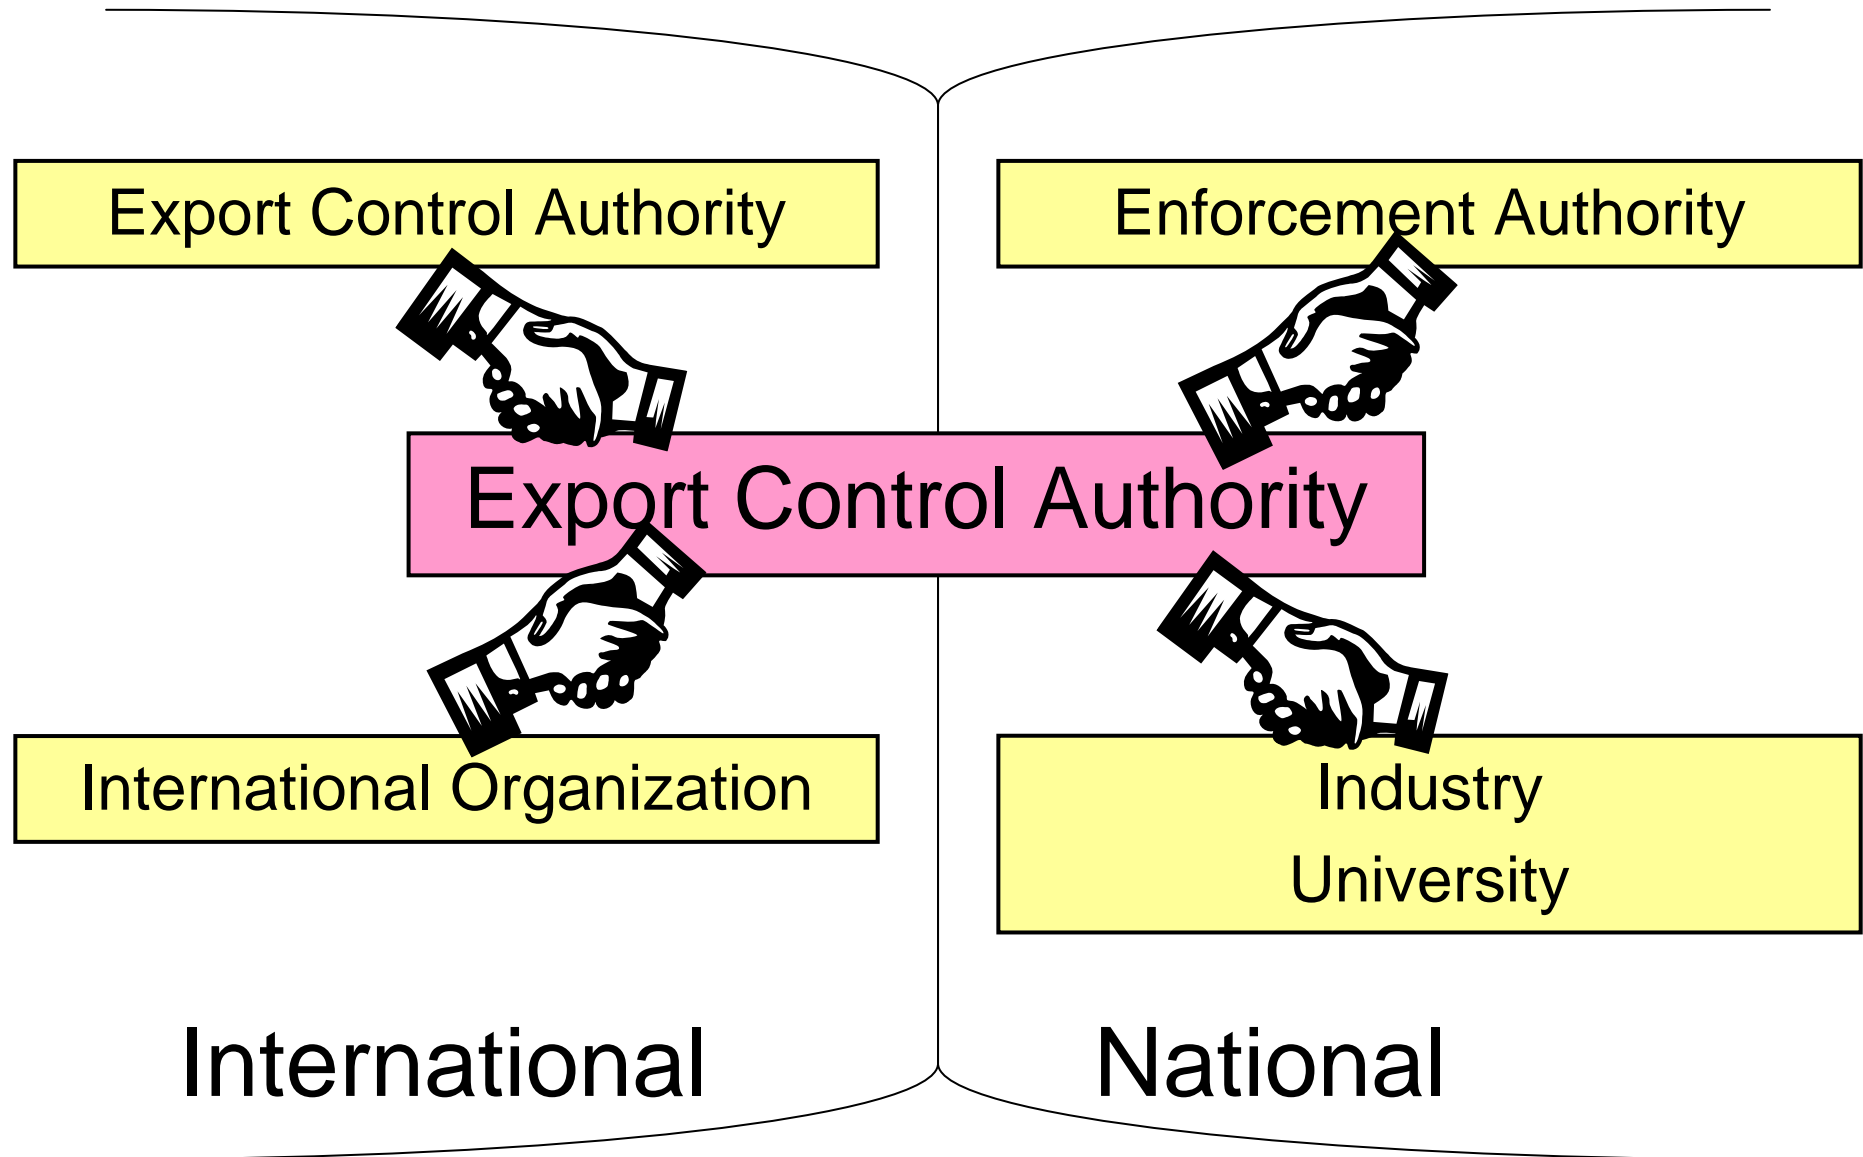 Export Control Authority
Enforcement Authority
Export Control Authority
International Organization
Industry
University
International
National